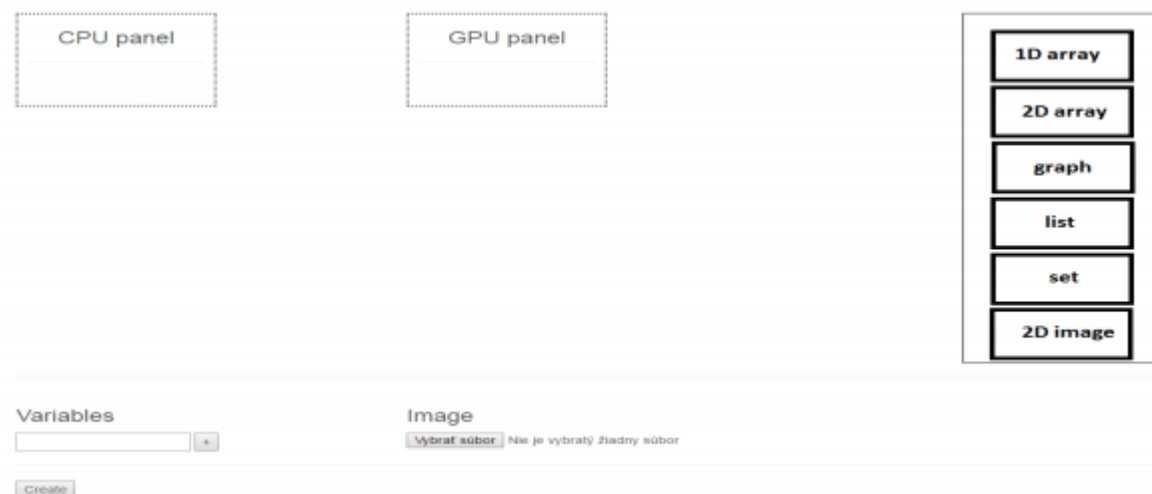 CPU panel
GPU panel
1D array
2D array
graph
list
set
2D image
Variables
+
Image
Vybrať súbor Nie je vybratý žiadny súbor
Create